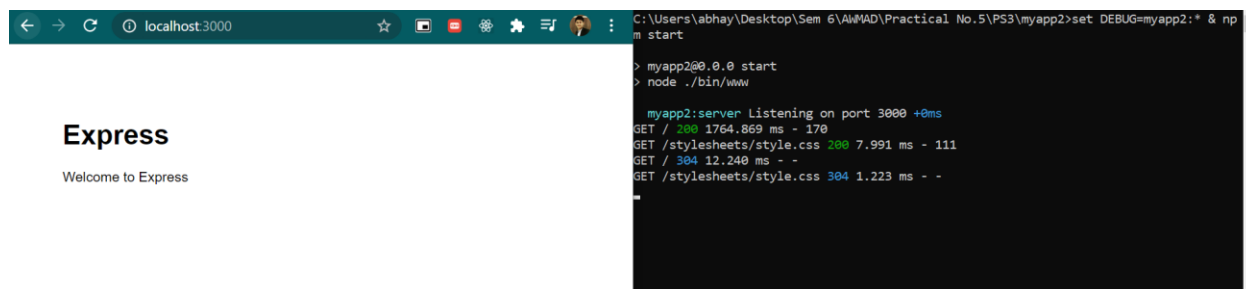 localhost:3000
Express
Welcome to Express
C:\Users\abhay\Desktop\Sem 6\AWMAD\Practical No.5\PS3\myapp2>set DEBUG=myapp2:* & np
m start
> myapp2@0.0.0 start
> node ./bin/www
myapp2:server Listening on port 3000 +0ms
GET / 200 1764.869 ms - 170
GET /stylesheets/style.css 200 7.991 ms - 111
GET / 304 12.240 ms - -
GET /stylesheets/style.css 304 1.223 ms - -